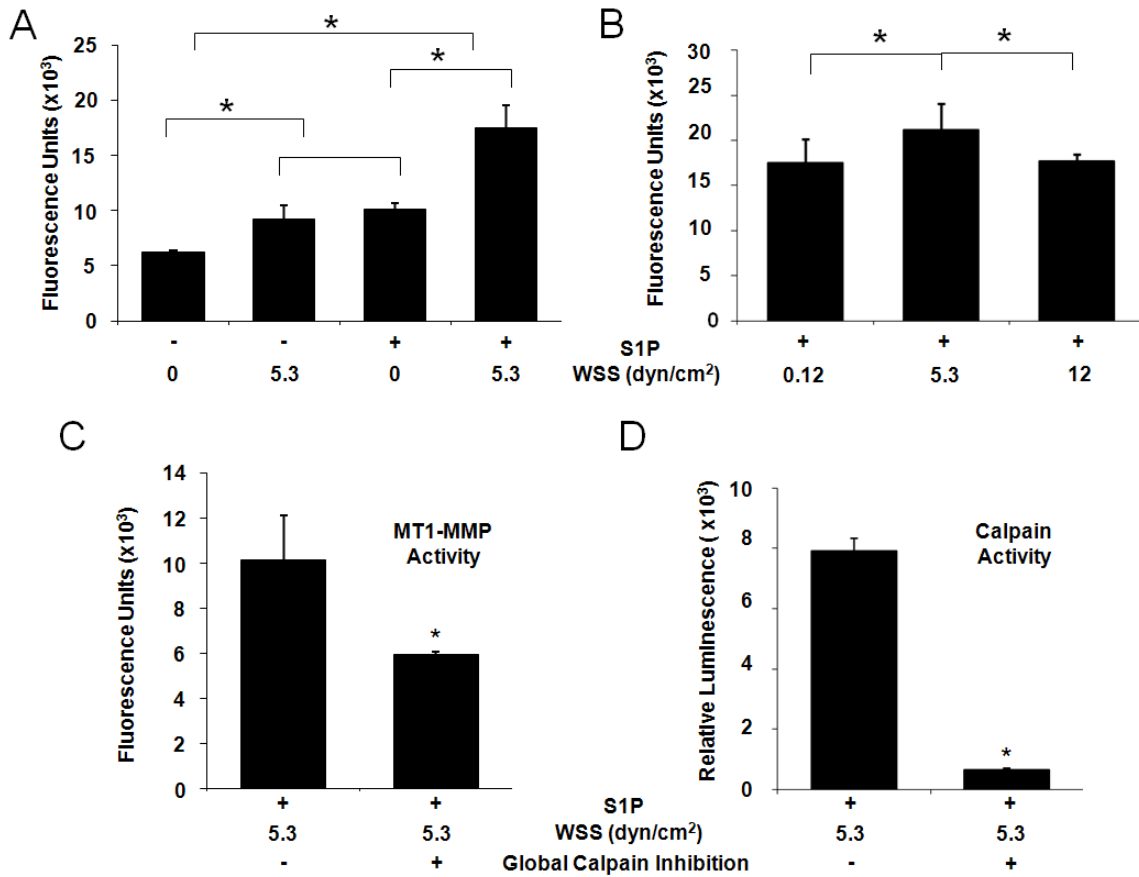 A
Fluorescence Units (x10³)
25
20
15
10
5
0
*
*
*
- - + +
0 5.3 0 5.3
B
Fluorescence Units (x10³)
30
25
20
15
10
5
0
* *
S1P + + +
WSS (dyn/cm²) 0.12 5.3 12
C
Fluorescence Units (x10³)
14
12
10
8
6
4
2
0
MT1-MMP
Activity
*
+ +
5.3 5.3
- +
D
Relative Luminescence ( x10³)
10
8
6
4
2
0
Calpain
Activity
*
S1P + +
WSS (dyn/cm²) 5.3 5.3
Global Calpain Inhibition - +